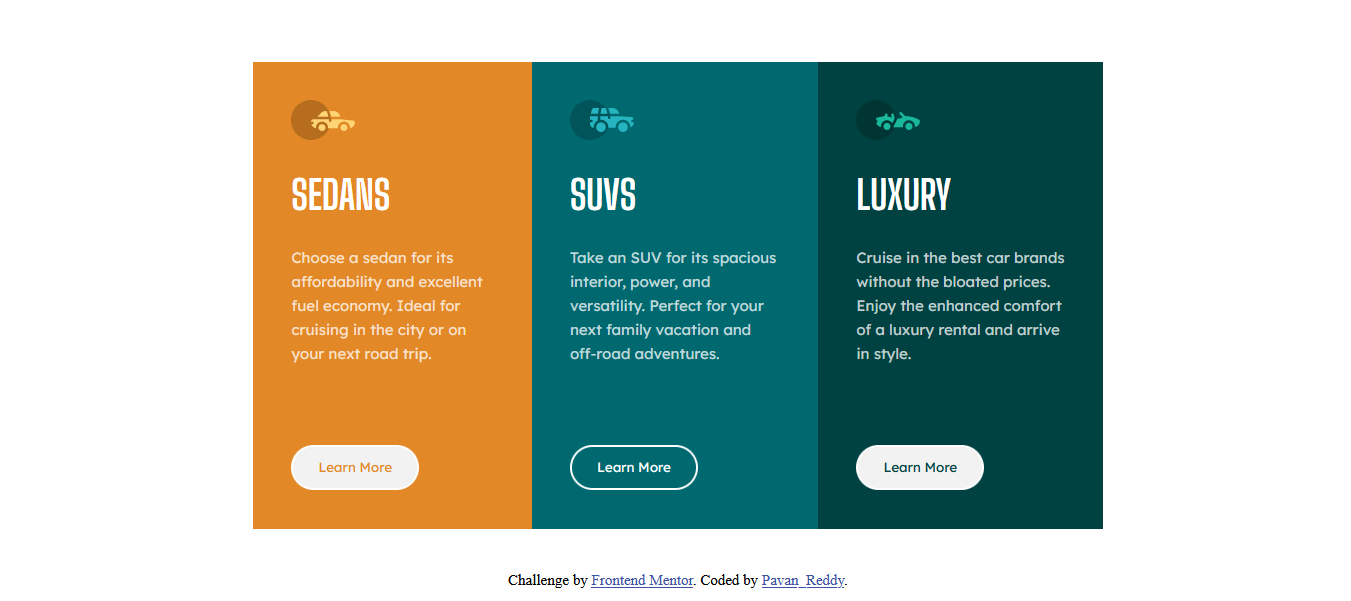 SEDANS
Choose a sedan for its
affordability and excellent
fuel economy. Ideal for
cruising in the city or on
your next road trip.
Learn More
SUVS
Take an SUV for its spacious
interior, power, and
versatility. Perfect for your
next family vacation and
off-road adventures.
Learn More
LUXURY
Cruise in the best car brands
without the bloated prices.
Enjoy the enhanced comfort
of a luxury rental and arrive
in style.
Learn More
Challenge by Frontend Mentor. Coded by Pavan_Reddy.